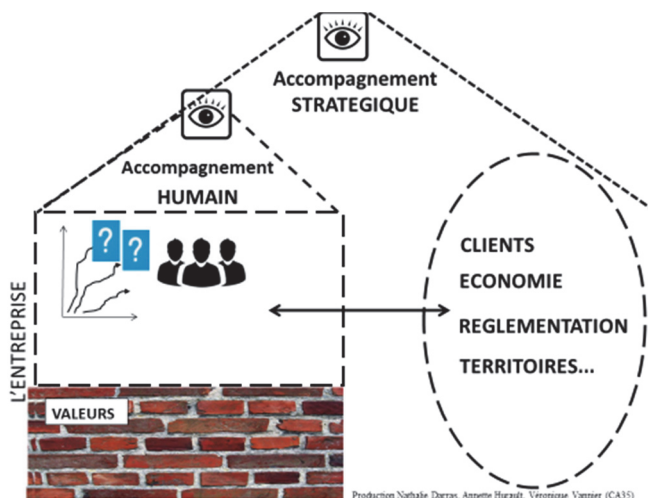 Accompagnement
STRATEGIQUE
Accompagnement
HUMAIN
? ?
L'ENTREPRISE
CLIENTS
ECONOMIE
REGLEMENTATION
TERRITOIRES...
VALEURS
Production Nathalie Darras, Annette Hurault, Véronique Vannier (CA35)